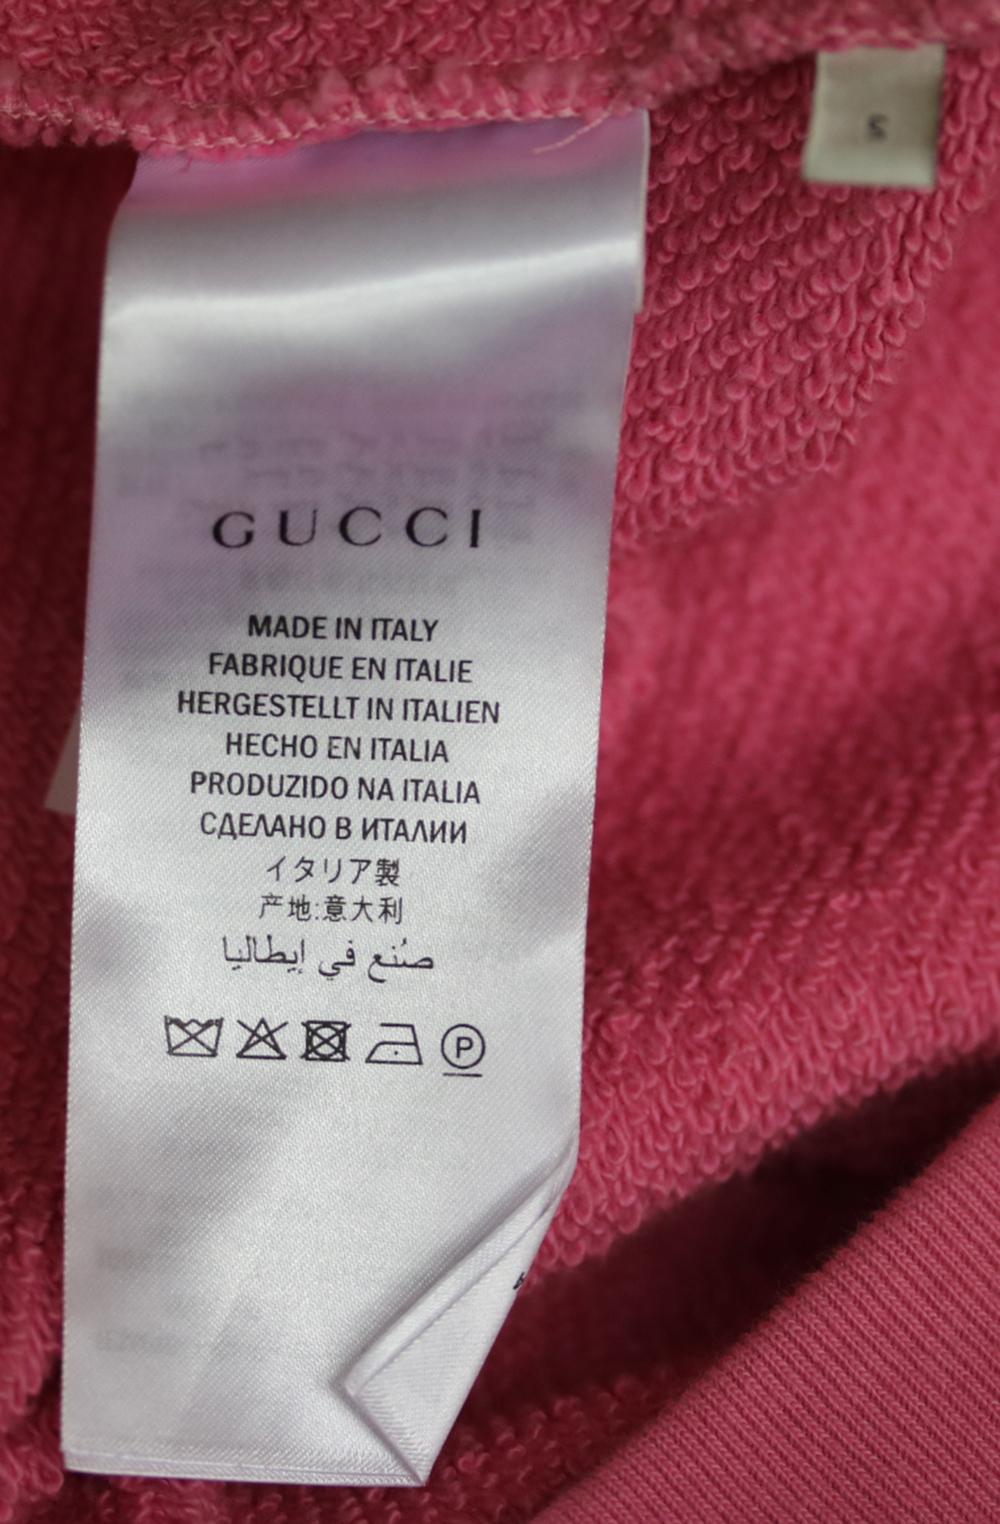 S
GUCCI
MADE IN ITALY
FABRIQUE EN ITALIE
HERGESTELLT IN ITALIEN
HECHO EN ITALIA
PRODUZIDO NA ITALIA
СДЕЛАНО В ИТАЛИИ
イタリア製
产地:意大利
صُنع في إيطاليا
P